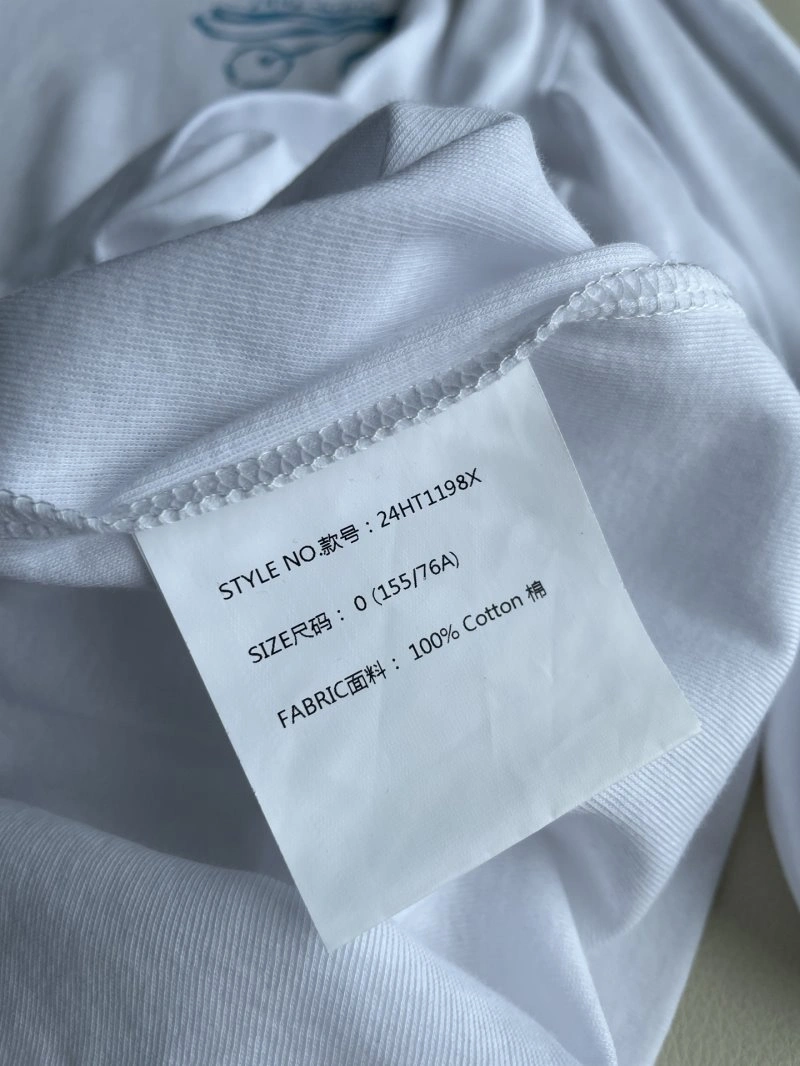 STYLE NO.款号：24HT1198X
SIZE尺码：0 (155/76A)
FABRIC面料：100% Cotton 棉